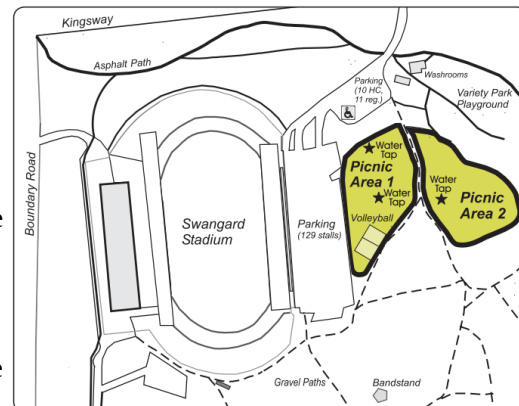 Kingsway
Asphalt Path
Boundary Road
Parking
(10 HC,
11 reg.)
Washrooms
Variety Park
Playground
Water
Tap
Picnic
Area 1
Water
Tap
Volleyball
Water
Tap
Picnic
Area 2
Swangard
Stadium
Parking
(129 stalls)
Gravel Paths
Bandstand
e
e